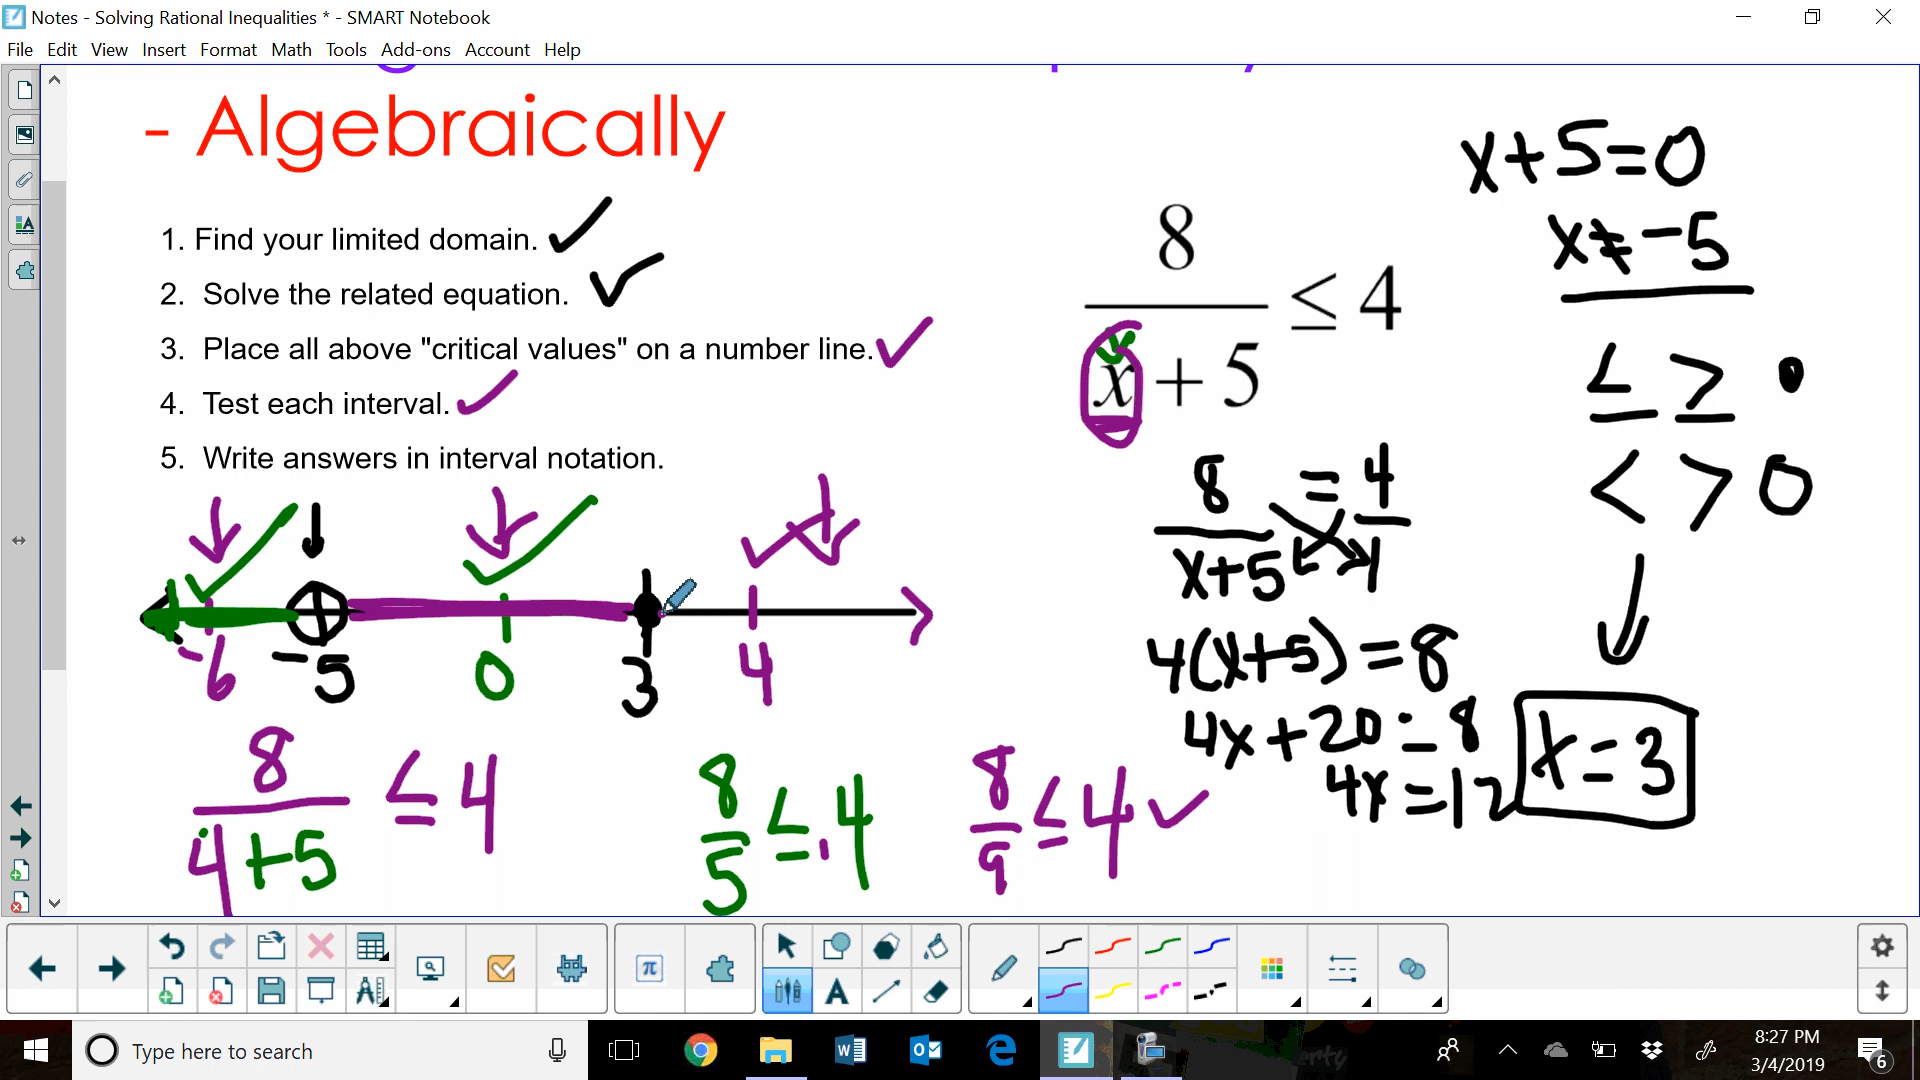 Notes - Solving Rational Inequalities * - SMART Notebook
File Edit View Insert Format Math Tools Add-ons Account Help
- Algebraically
1. Find your limited domain.
2. Solve the related equation.
3. Place all above "critical values" on a number line.
4. Test each interval.
5. Write answers in interval notation.
8
x + 5
≤ 4
x+5=0
x≠-5
≤ ≥ •
< > O
8 = 4
x+5 1
4(x+5)=8
4x+20=8
4x=12
x=3
-6 -5 0 3 4
8 ≤ 4
4+5
8 ≤ 4
5
8 ≤ 4
9
π
A
Type here to search
8:27 PM
3/4/2019
6